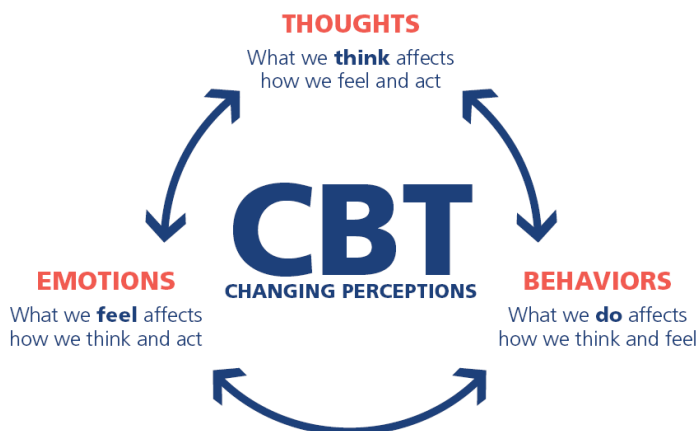 THOUGHTS
What we think affects
how we feel and act
CBT
CHANGING PERCEPTIONS
EMOTIONS
What we feel affects
how we think and act
BEHAVIORS
What we do affects
how we think and feel